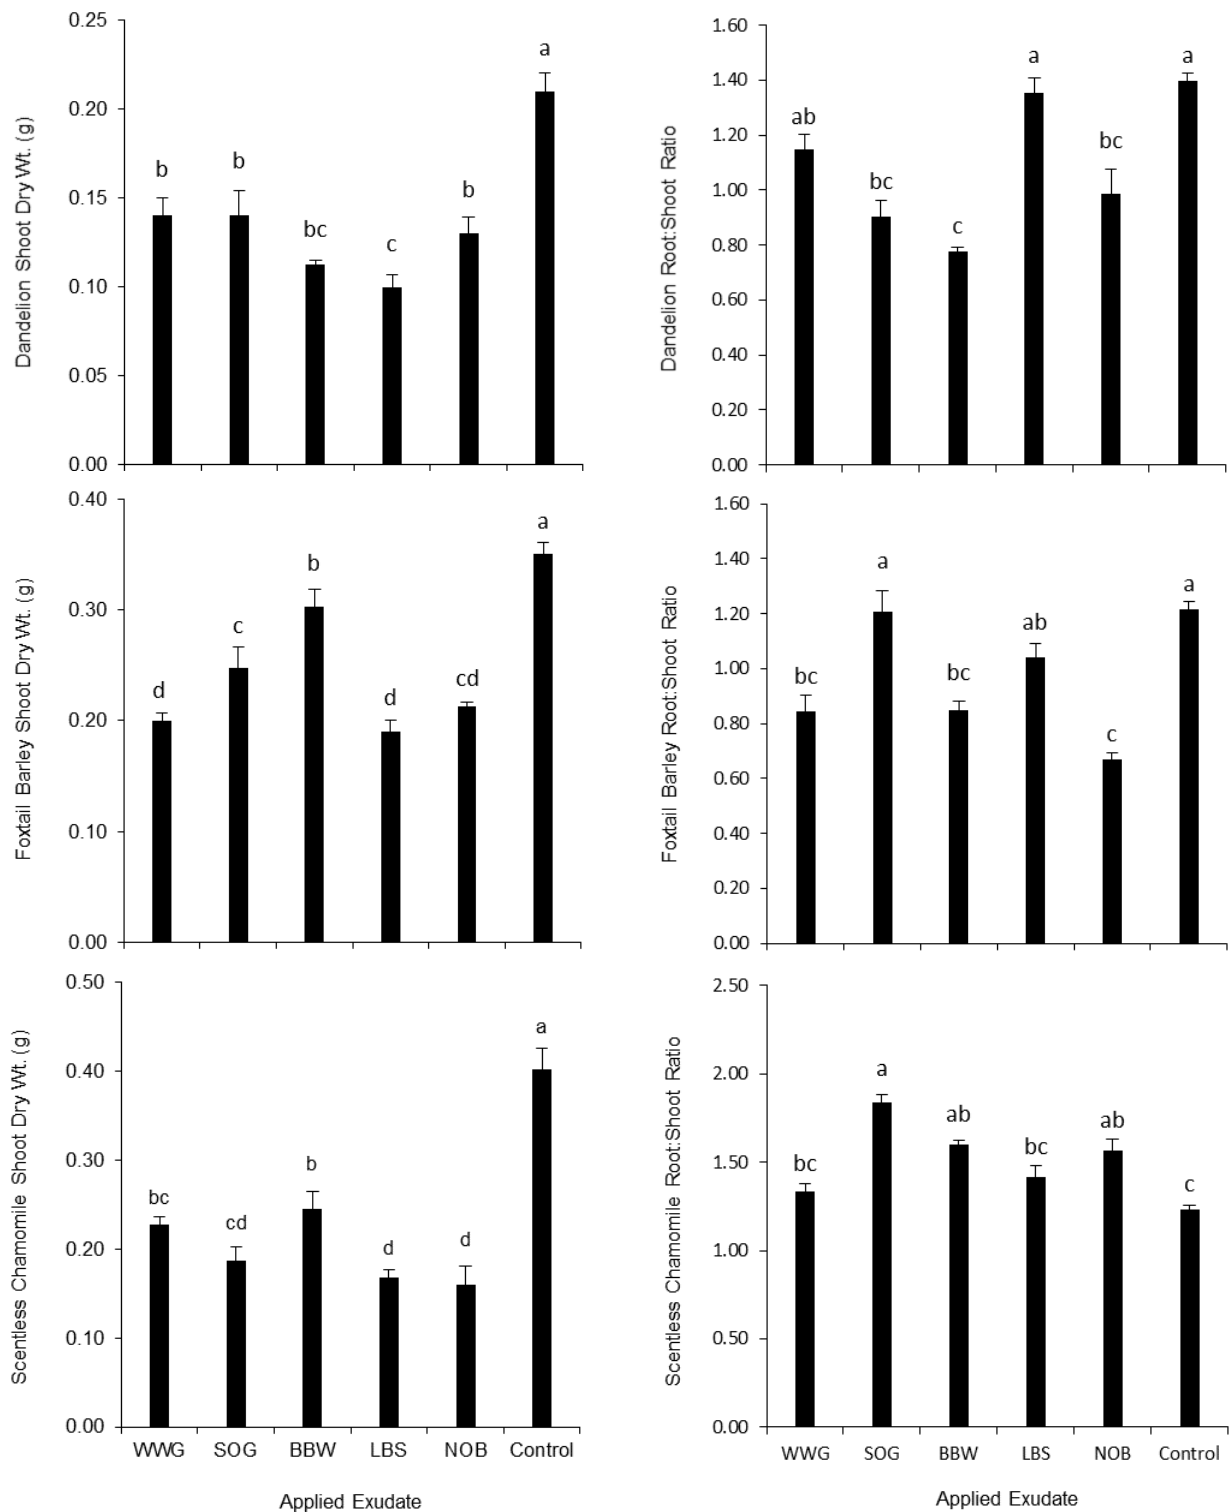 Dandelion Shoot Dry Wt. (g)
0.25
0.20
0.15
0.10
0.05
0.00
b
b
bc
c
b
a
Dandelion Root:Shoot Ratio
1.60
1.40
1.20
1.00
0.80
0.60
0.40
0.20
0.00
ab
bc
c
a
bc
a
Foxtail Barley Shoot Dry Wt. (g)
0.40
0.30
0.20
0.10
0.00
d
c
b
d
cd
a
Foxtail Barley Root:Shoot Ratio
1.60
1.40
1.20
1.00
0.80
0.60
0.40
0.20
0.00
bc
a
bc
ab
c
a
Scentless Chamomile Shoot Dry Wt. (g)
0.50
0.40
0.30
0.20
0.10
0.00
bc
cd
b
d
d
a
WWG SOG BBW LBS NOB Control
Applied Exudate
Scentless Chamomile Root:Shoot Ratio
2.50
2.00
1.50
1.00
0.50
0.00
bc
a
ab
bc
ab
c
WWG SOG BBW LBS NOB Control
Applied Exudate